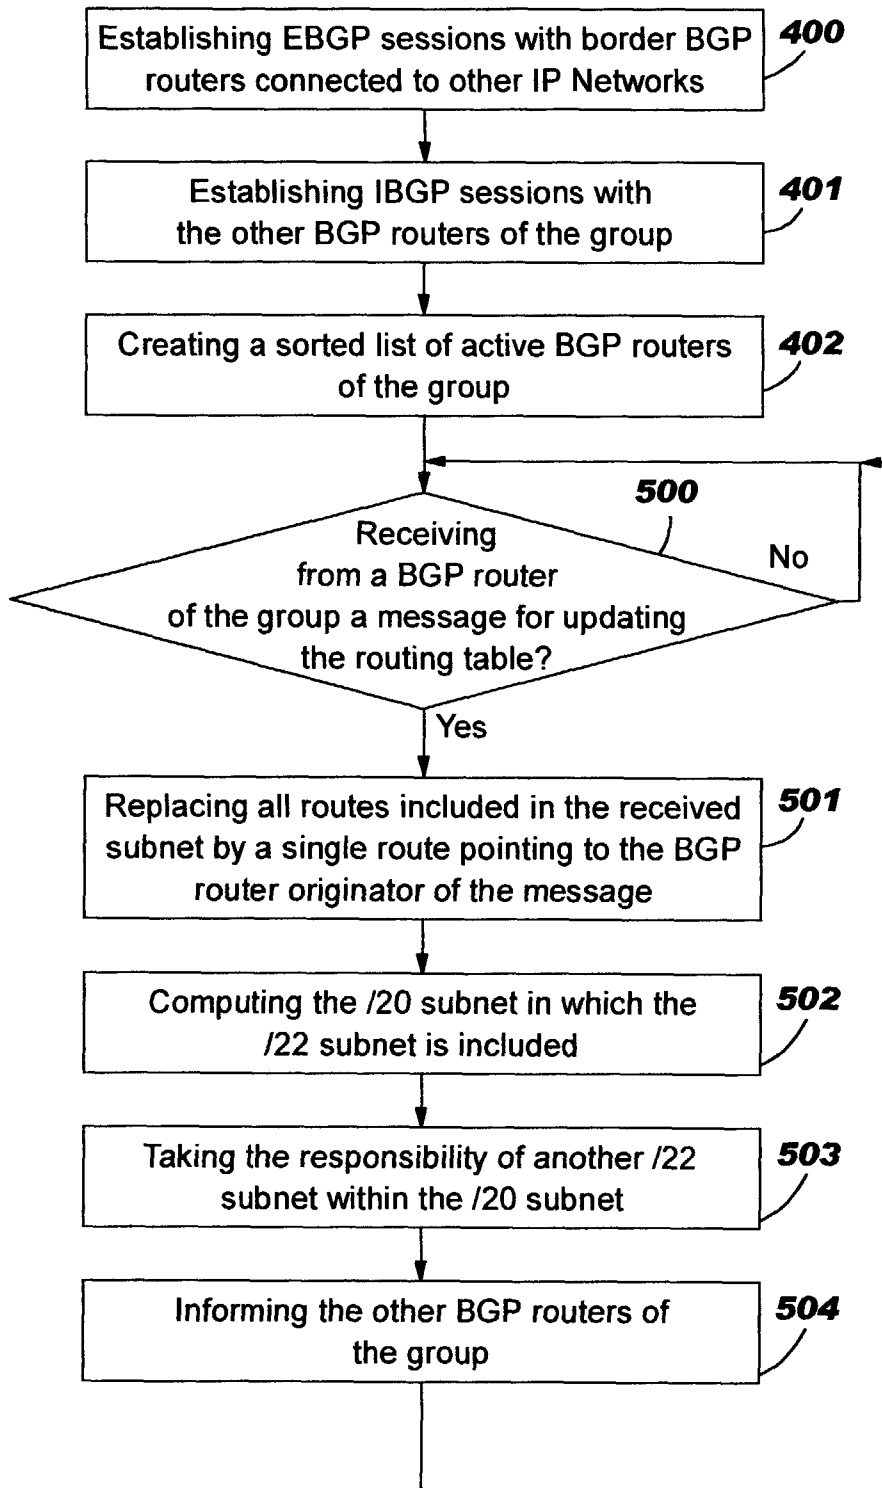 Establishing EBGP sessions with border BGP
routers connected to other IP Networks
400
Establishing IBGP sessions with
the other BGP routers of the group
401
Creating a sorted list of active BGP routers
of the group
402
500
Receiving
from a BGP router
of the group a message for updating
the routing table?
No
Yes
Replacing all routes included in the received
subnet by a single route pointing to the BGP
router originator of the message
501
Computing the /20 subnet in which the
/22 subnet is included
502
Taking the responsibility of another /22
subnet within the /20 subnet
503
Informing the other BGP routers of
the group
504